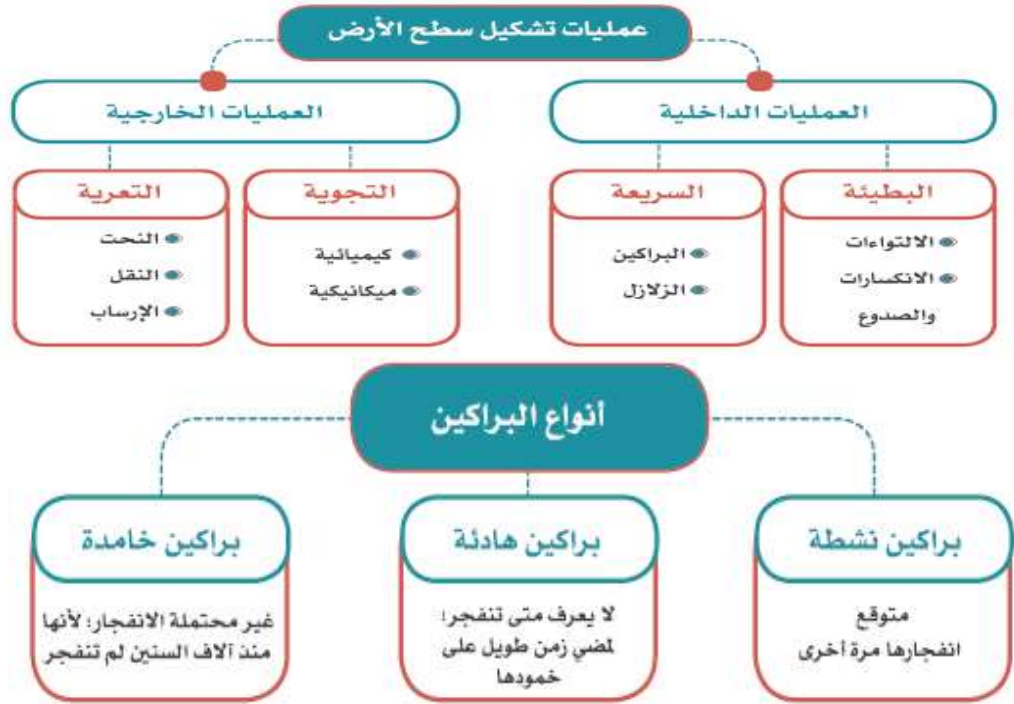 عمليات تشكيل سطح الأرض
العمليات الداخلية
العمليات الخارجية
البطيئة
الالتواءات
الانكسارات
والصدوع
السريعة
البراكين
الزلازل
التجوية
كيميائية
ميكانيكية
التعرية
النحت
النقل
الإرساب
أنواع البراكين
براكين نشطة
متوقع
انفجارها مرة أخرى
براكين هادئة
لا يعرف متى تنفجر؛
لمضي زمن طويل على
خمودها
براكين خامدة
غير محتملة الانفجار؛ لأنها
منذ آلاف السنين لم تنفجر